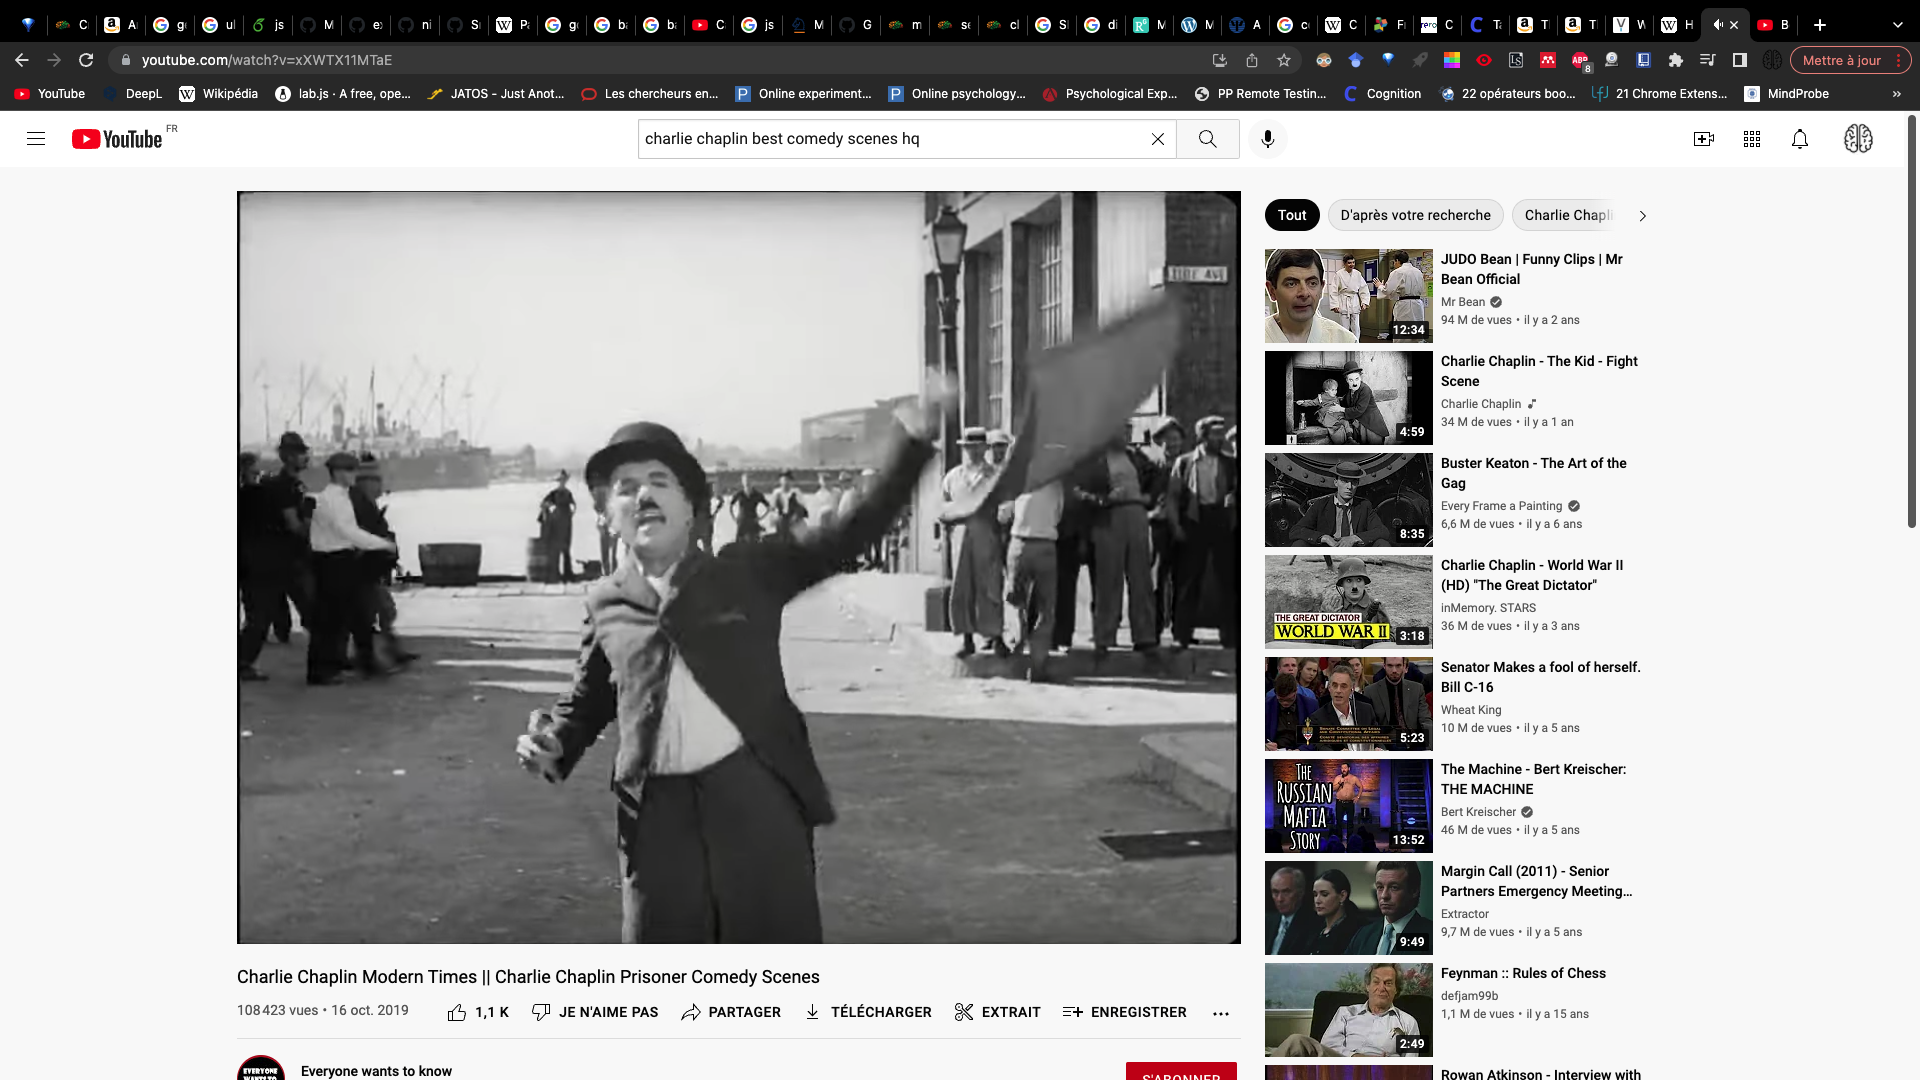 youtube.com/watch?v=xXWTX11MTaE
Mettre à jour
YouTube
DeepL
Wikipédia
lab.js · A free, ope...
JATOS - Just Anot...
Les chercheurs en...
Online experiment...
Online psychology...
Psychological Exp...
PP Remote Testin...
Cognition
22 opérateurs boo...
21 Chrome Extens...
MindProbe
YouTube FR
charlie chaplin best comedy scenes hq
Tout
D'après votre recherche
Charlie Chapli
JUDO Bean | Funny Clips | Mr
Bean Official
Mr Bean
94 M de vues • il y a 2 ans
12:34
Charlie Chaplin - The Kid - Fight
Scene
Charlie Chaplin
34 M de vues • il y a 1 an
4:59
Buster Keaton - The Art of the
Gag
Every Frame a Painting
6,6 M de vues • il y a 6 ans
8:35
Charlie Chaplin - World War II
(HD) "The Great Dictator"
inMemory. STARS
36 M de vues • il y a 3 ans
THE GREAT DICTATOR
WORLD WAR II
3:18
Senator Makes a fool of herself.
Bill C-16
Wheat King
10 M de vues • il y a 5 ans
5:23
The Machine - Bert Kreischer:
THE MACHINE
Bert Kreischer
46 M de vues • il y a 5 ans
THE
RUSSIAN
MAFIA
STORY
13:52
Margin Call (2011) - Senior
Partners Emergency Meeting...
Extractor
9,7 M de vues • il y a 5 ans
9:49
Feynman :: Rules of Chess
defjam99b
1,1 M de vues • il y a 15 ans
2:49
Rowan Atkinson - Interview with
Charlie Chaplin Modern Times || Charlie Chaplin Prisoner Comedy Scenes
108 423 vues • 16 oct. 2019
1,1 K
JE N'AIME PAS
PARTAGER
TÉLÉCHARGER
EXTRAIT
ENREGISTRER
Everyone wants to know
S'ABONNER